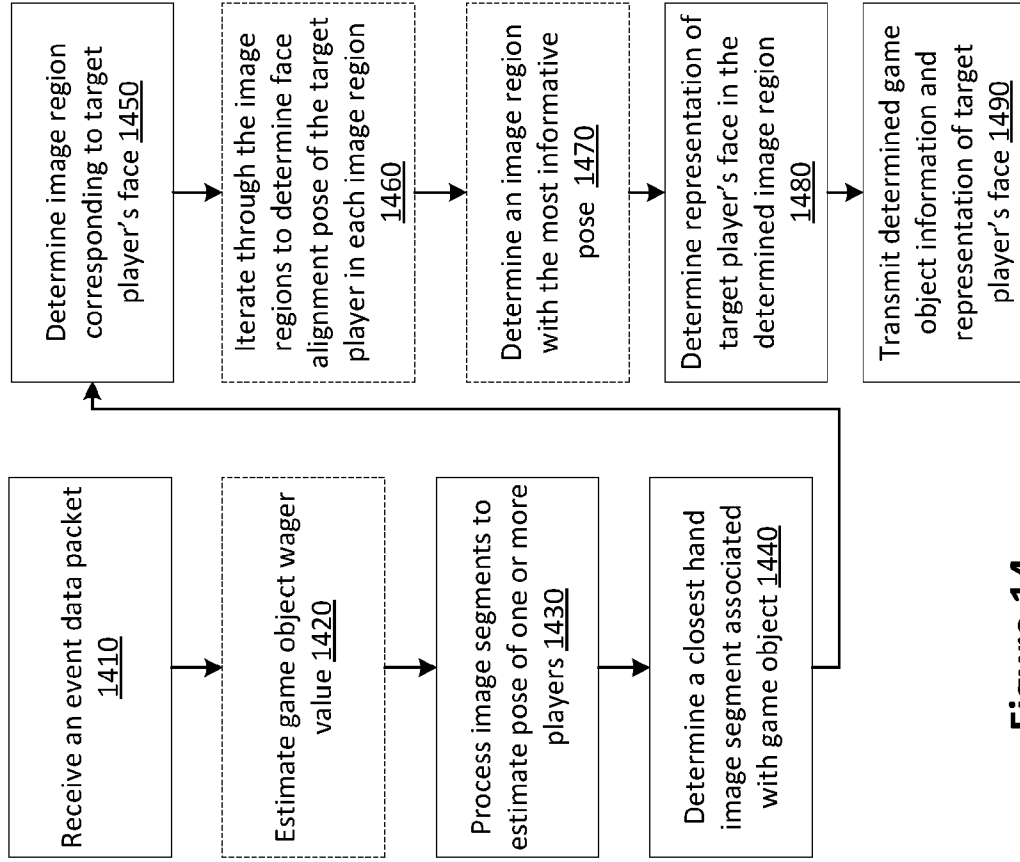 Receive an event data packet
1410
Estimate game object wager
value 1420
Process image segments to
estimate pose of one or more
players 1430
Determine a closest hand
image segment associated
with game object 1440
Determine image region
corresponding to target
player's face 1450
Iterate through the image
regions to determine face
alignment pose of the target
player in each image region
1460
Determine an image region
with the most informative
pose 1470
Determine representation of
target player's face in the
determined image region
1480
Transmit determined game
object information and
representation of target
player's face 1490
Figure 14